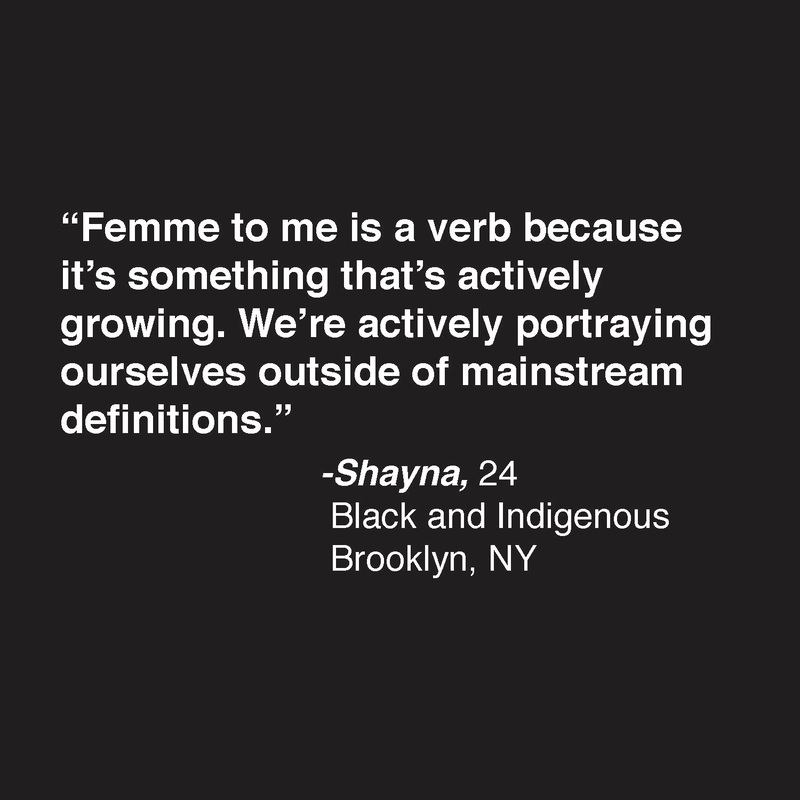 “Femme to me is a verb because
it’s something that’s actively
growing. We’re actively portraying
ourselves outside of mainstream
definitions.”
-Shayna, 24
Black and Indigenous
Brooklyn, NY